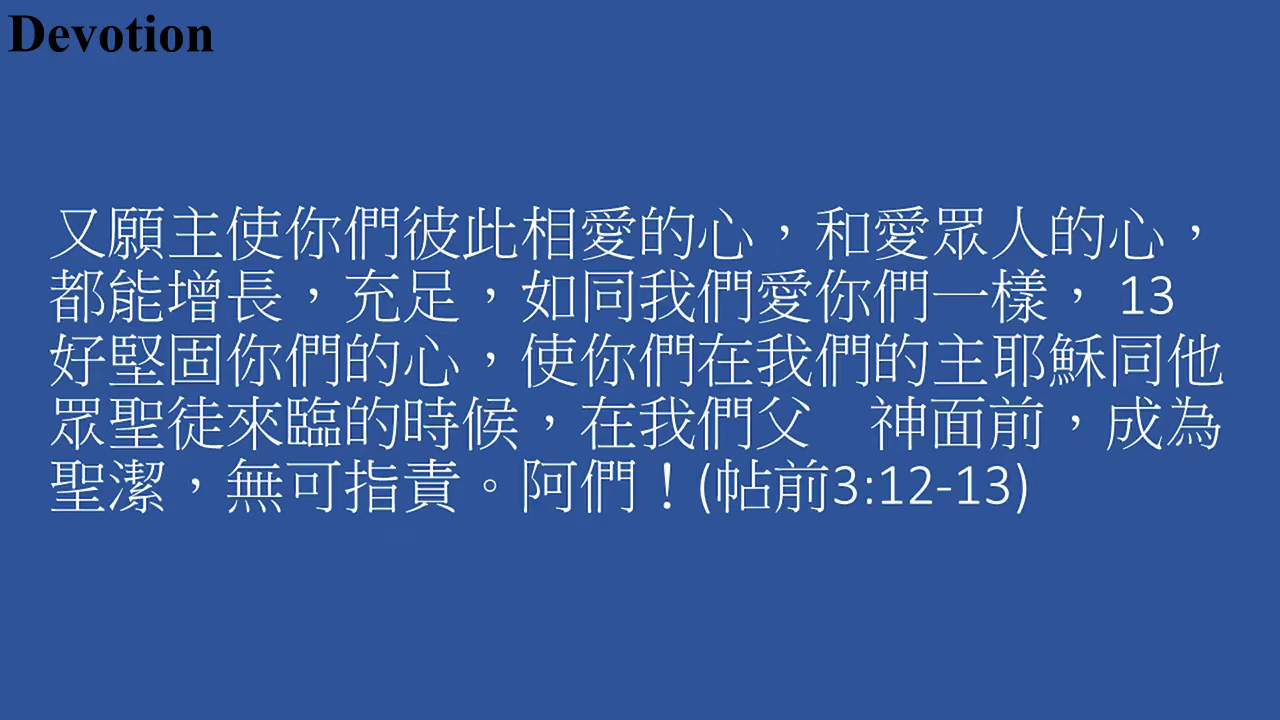 Devotion
又願主使你們彼此相愛的心，和愛眾人的心，
都能增長，充足，如同我們愛你們一樣， 13
好堅固你們的心，使你們在我們的主耶穌同他
眾聖徒來臨的時候，在我們父　神面前，成為
聖潔，無可指責。阿們！(帖前3:12-13)